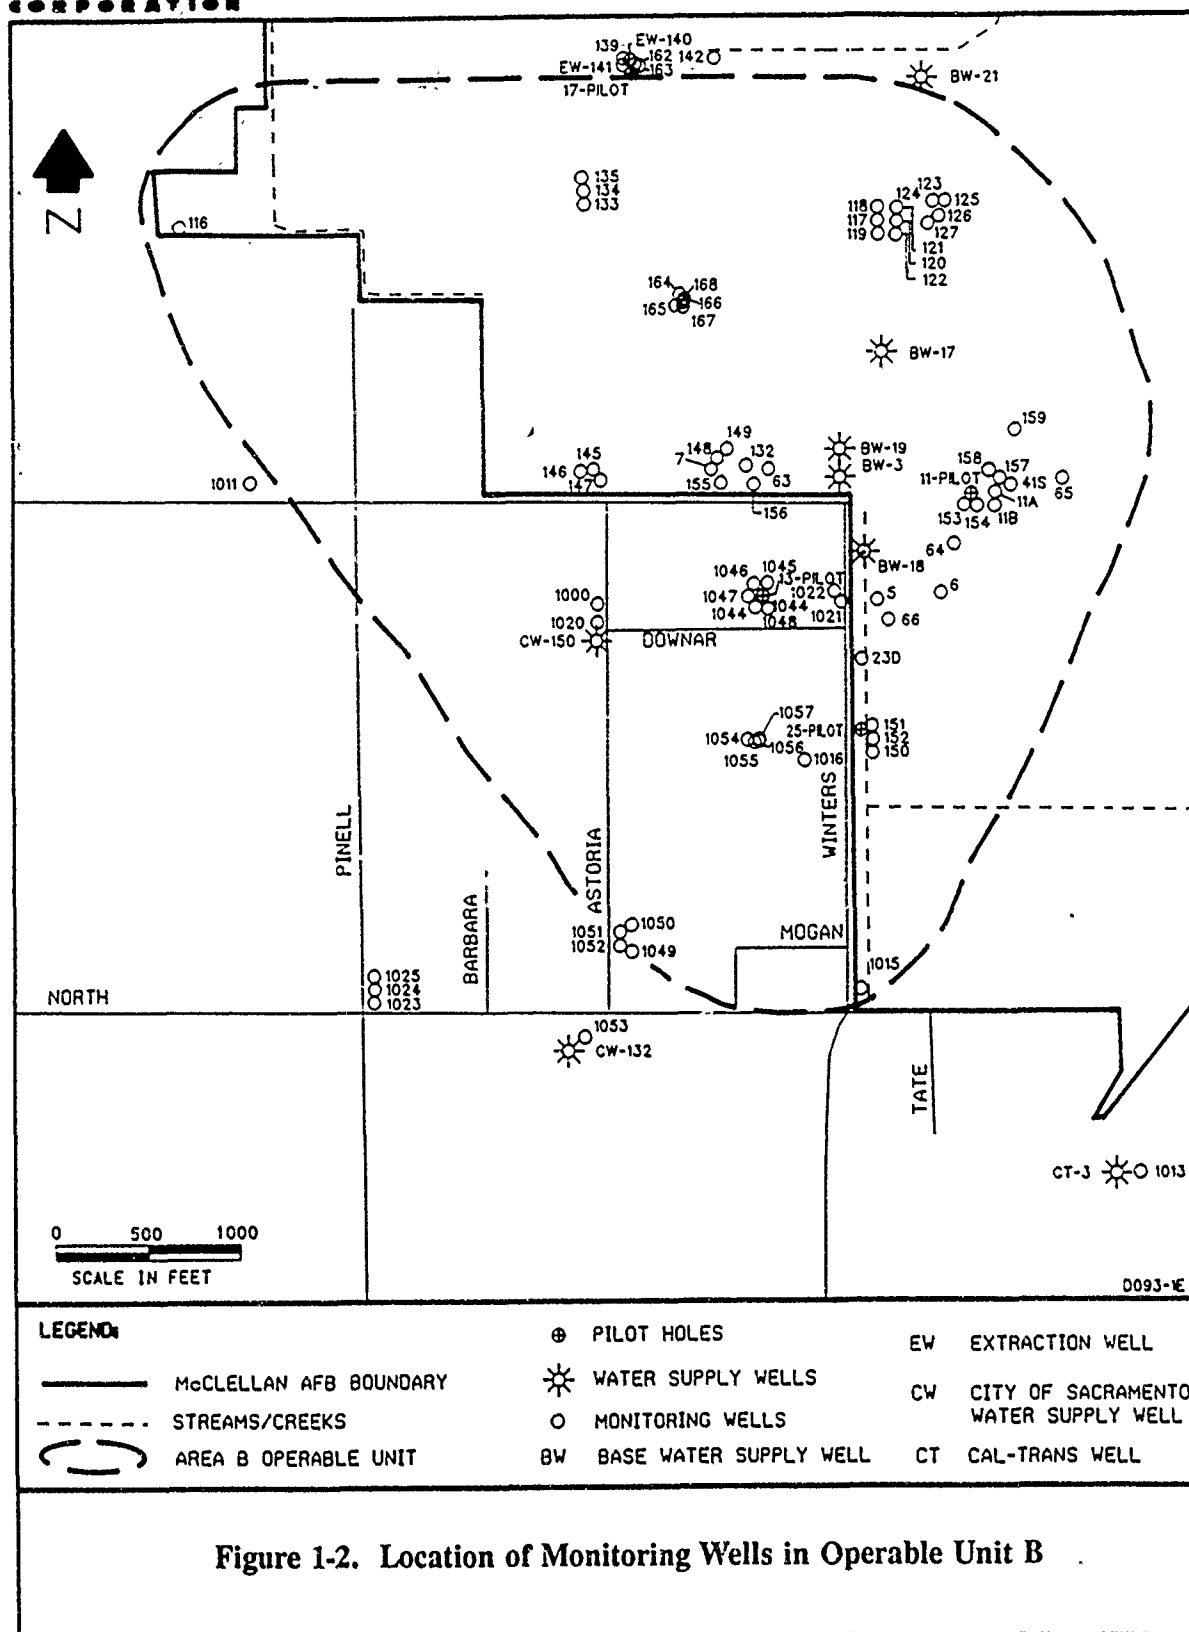 CORPORATION
EW-140
139
162
142
EW-141
163
17-PILOT
BW-21
135
134
133
116
N
123
124
125
118
117
126
119
127
121
120
122
164
168
166
165
167
BW-17
159
149
148
132
BW-19
BW-3
145
7
146
147
155
63
156
158
157
11-PILOT
41S
65
11A
153
154
11B
1011
64
BW-18
1045
1046
13-PILOT
1022
1047
1044
1044
1048
1021
5
6
66
1000
1020
CW-150
DOWNAR
23D
1057
25-PILOT
151
1054
152
1056
1055
1016
150
WINTERS
PINELL
ASTORIA
BARBARA
MOGAN
1050
1051
1052
1049
1015
1025
1024
1023
NORTH
1053
CW-132
TATE
CT-3
1013
0 500 1000
SCALE IN FEET
D093-1E
LEGEND:
McCLELLAN AFB BOUNDARY
STREAMS/CREEKS
AREA B OPERABLE UNIT
PILOT HOLES
WATER SUPPLY WELLS
MONITORING WELLS
BW BASE WATER SUPPLY WELL
EW EXTRACTION WELL
CW CITY OF SACRAMENTO
WATER SUPPLY WELL
CT CAL-TRANS WELL
Figure 1-2. Location of Monitoring Wells in Operable Unit B